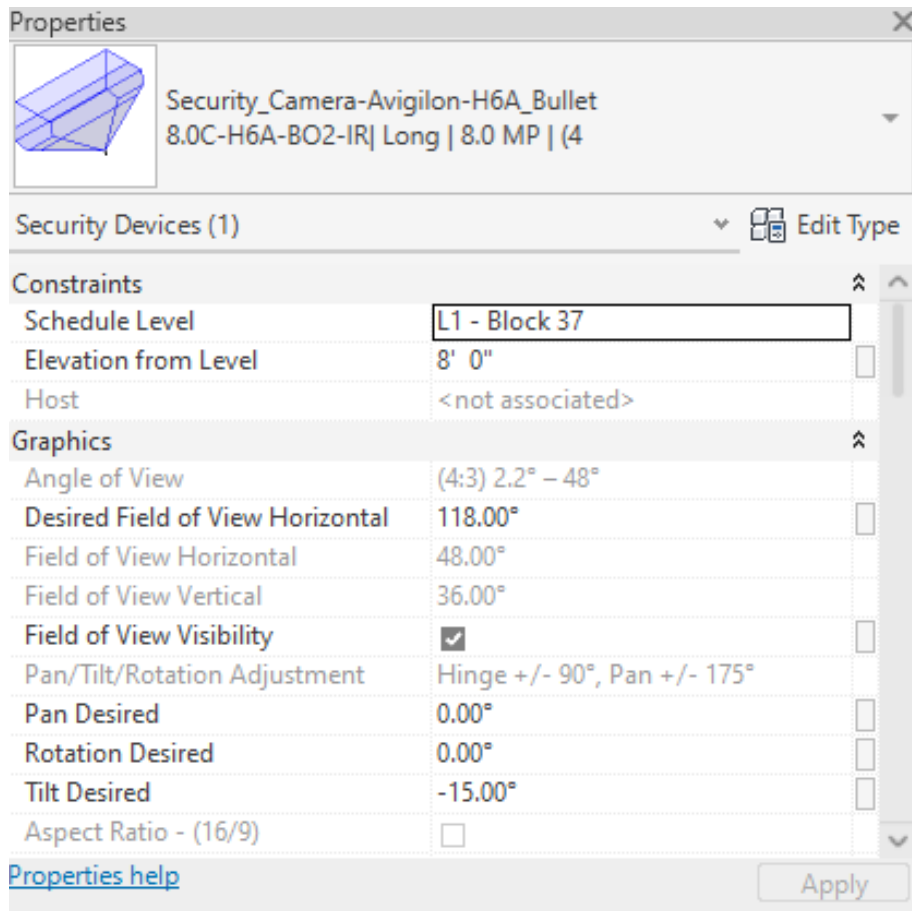 Properties
Security_Camera-Avigilon-H6A_Bullet
8.0C-H6A-BO2-IR| Long | 8.0 MP | (4
Security Devices (1)
Edit Type
Constraints
Schedule Level L1 - Block 37
Elevation from Level 8' 0"
Host <not associated>
Graphics
Angle of View (4:3) 2.2° – 48°
Desired Field of View Horizontal 118.00°
Field of View Horizontal 48.00°
Field of View Vertical 36.00°
Field of View Visibility
Pan/Tilt/Rotation Adjustment Hinge +/- 90°, Pan +/- 175°
Pan Desired 0.00°
Rotation Desired 0.00°
Tilt Desired -15.00°
Aspect Ratio - (16/9)
Properties help
Apply